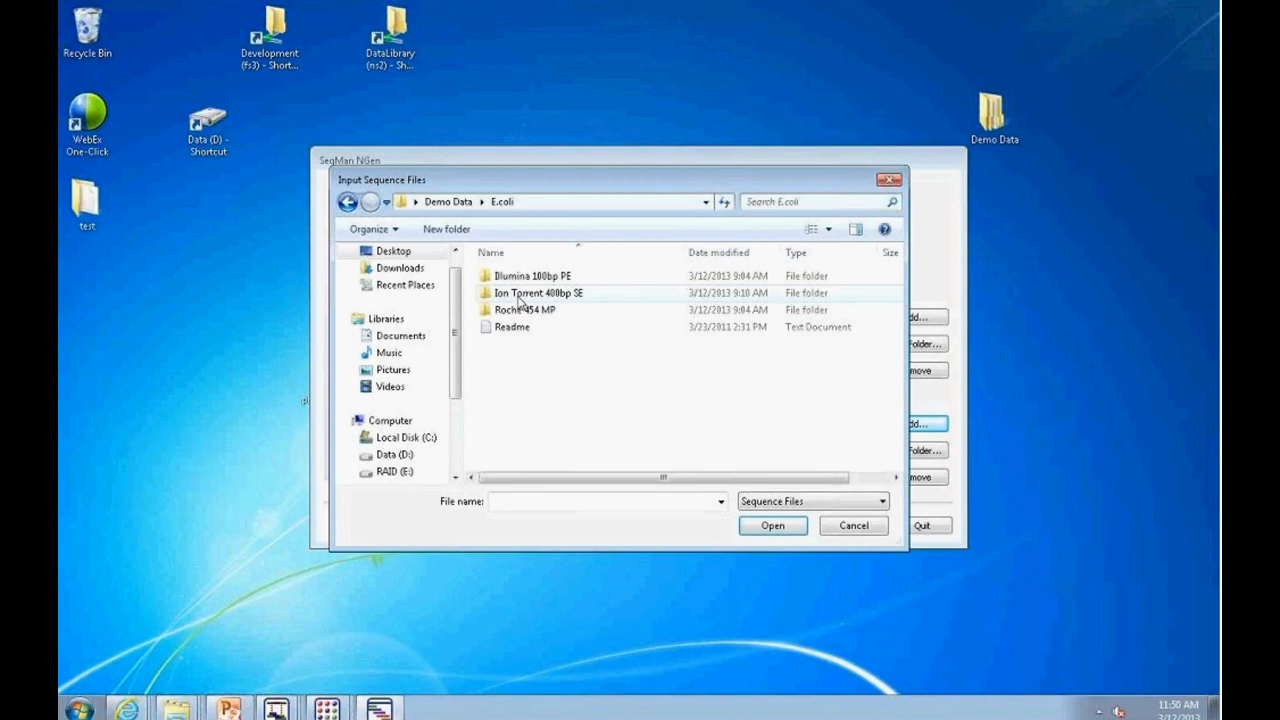 Recycle Bin
Development
(fs3) - Short...
DataLibrary
(ns2) - Sh...
WebEx
One-Click
Data (D) -
Shortcut
Demo Data
test
SeqMan NGen
Input Sequence Files
Demo Data
E.coli
Search E.coli
Organize
New folder
Name
Date modified
Type
Size
Desktop
Downloads
Recent Places
Libraries
Documents
Music
Pictures
Videos
Computer
Local Disk (C:)
Data (D:)
RAID (E:)
Illumina 100bp PE
3/12/2013 9:04 AM
File folder
Ion Torrent 400bp SE
3/12/2013 9:10 AM
File folder
Roche 454 MP
3/12/2013 9:04 AM
File folder
Readme
3/23/2011 2:31 PM
Text Document
dd...
Folder...
move
dd...
Folder...
move
File name:
Sequence Files
Open
Cancel
Quit
11:50 AM
3/12/2013